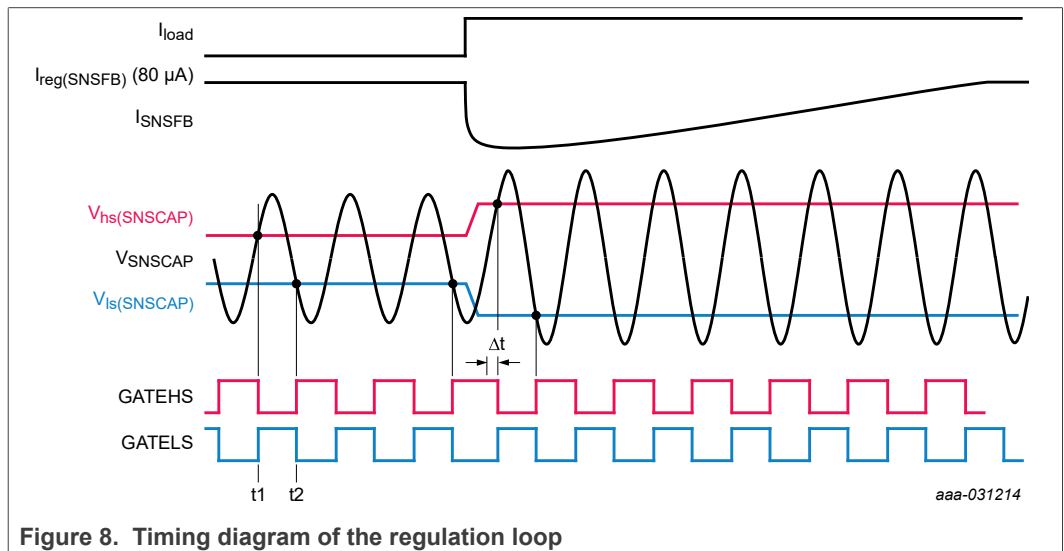 Iload
Ireg(SNSFB) (80 µA)
ISNSFB
Vhs(SNSCAP)
VSNSCAP
Vls(SNSCAP)
Δt
GATEHS
GATELS
t1 t2
aaa-031214
Figure 8. Timing diagram of the regulation loop